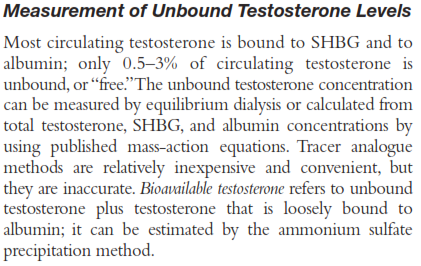 Measurement of Unbound Testosterone Levels
Most circulating testosterone is bound to SHBG and to
albumin; only 0.5–3% of circulating testosterone is
unbound, or “free.” The unbound testosterone concentration
can be measured by equilibrium dialysis or calculated from
total testosterone, SHBG, and albumin concentrations by
using published mass-action equations. Tracer analogue
methods are relatively inexpensive and convenient, but
they are inaccurate. Bioavailable testosterone refers to unbound
testosterone plus testosterone that is loosely bound to
albumin; it can be estimated by the ammonium sulfate
precipitation method.